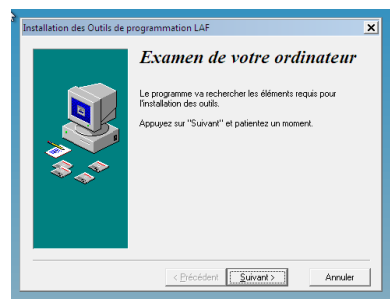 Installation des Outils de programmation LAF
Examen de votre ordinateur
Le programme va rechercher les éléments requis pour
l'installation des outils.
Appuyez sur "Suivant" et patientez un moment.
< Précédent
Suivant >
Annuler